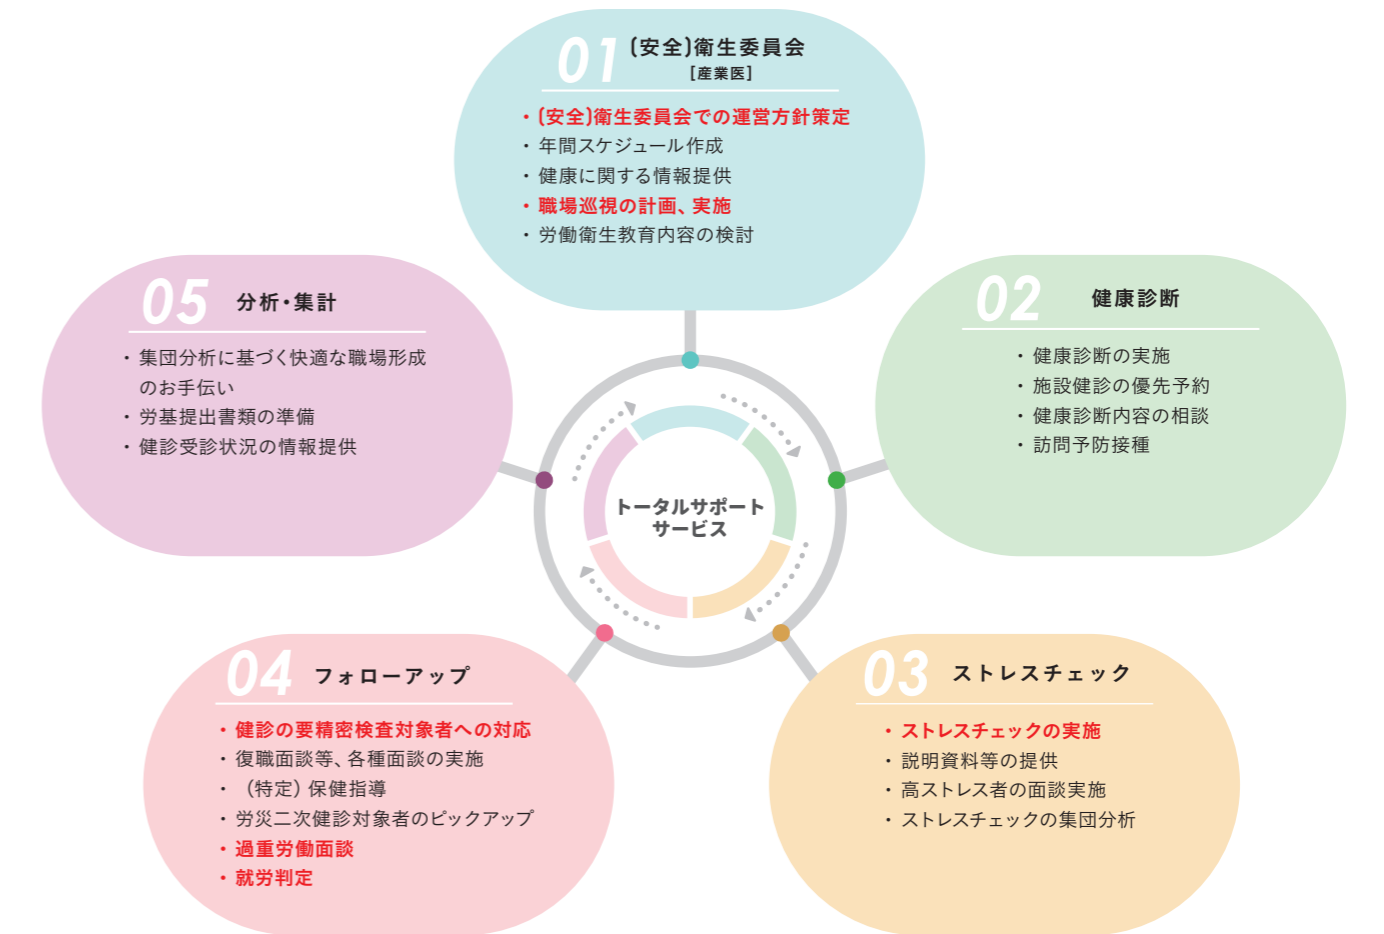 01 (安全)衛生委員会
[産業医]
・(安全)衛生委員会での運営方針策定
・年間スケジュール作成
・健康に関する情報提供
・職場巡視の計画、実施
・労働衛生教育内容の検討
02 健康診断
・健康診断の実施
・施設健診の優先予約
・健康診断内容の相談
・訪問予防接種
03 ストレスチェック
・ストレスチェックの実施
・説明資料等の提供
・高ストレス者の面談実施
・ストレスチェックの集団分析
04 フォローアップ
・健診の要精密検査対象者への対応
・復職面談等、各種面談の実施
・（特定）保健指導
・労災二次健診対象者のピックアップ
・過重労働面談
・就労判定
05 分析・集計
・集団分析に基づく快適な職場形成
のお手伝い
・労基提出書類の準備
・健診受診状況の情報提供
トータルサポート
サービス